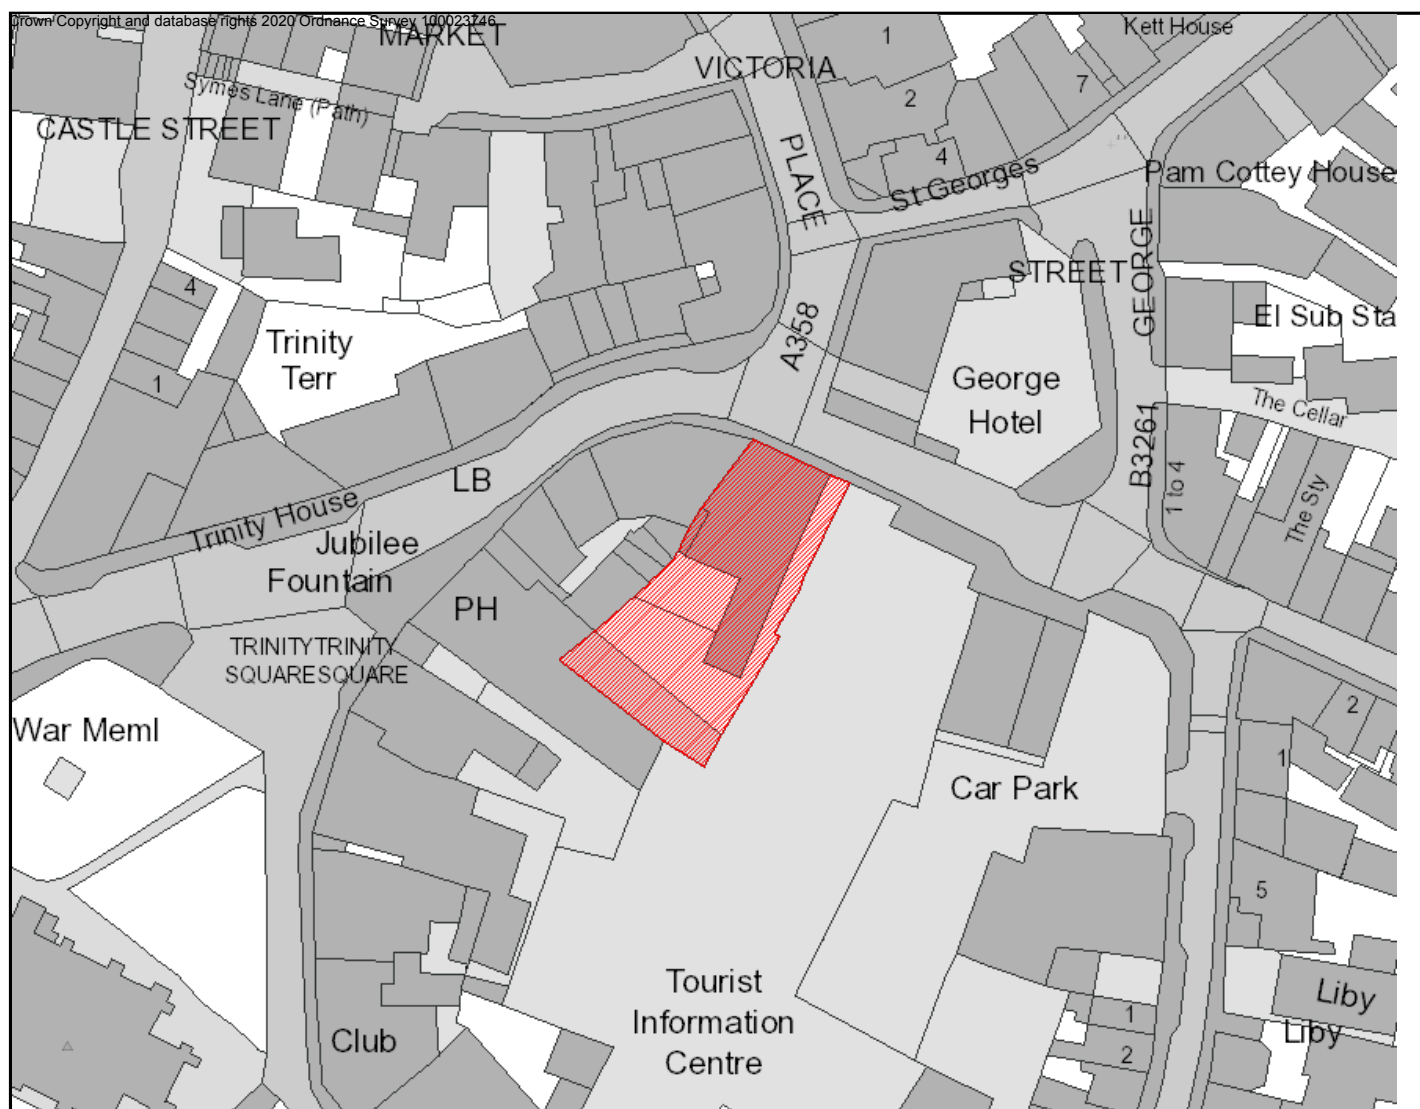 Crown Copyright and database rights 2020 Ordnance Survey 100023746
MARKET
Kett House
1
VICTORIA
7
2
Symes Lane (Path)
CASTLE STREET
4
PLACE
St Georges
Pam Cottey House
GEORGE
STREET
4
El Sub Sta
A358
Trinity
Terr
1
George
Hotel
The Cellar
B3261
1 to 4
The Sty
LB
Trinity House
Jubilee
Fountain
PH
TRINITYTRINITY
SQUARESQUARE
War Meml
2
1
Car Park
5
Tourist
Information
Centre
Liby
Liby
1
2
Club